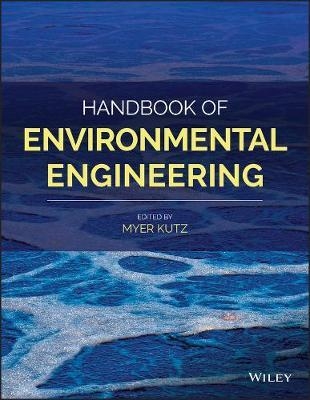 HANDBOOK OF
ENVIRONMENTAL
ENGINEERING
EDITED BY
MYER KUTZ
WILEY